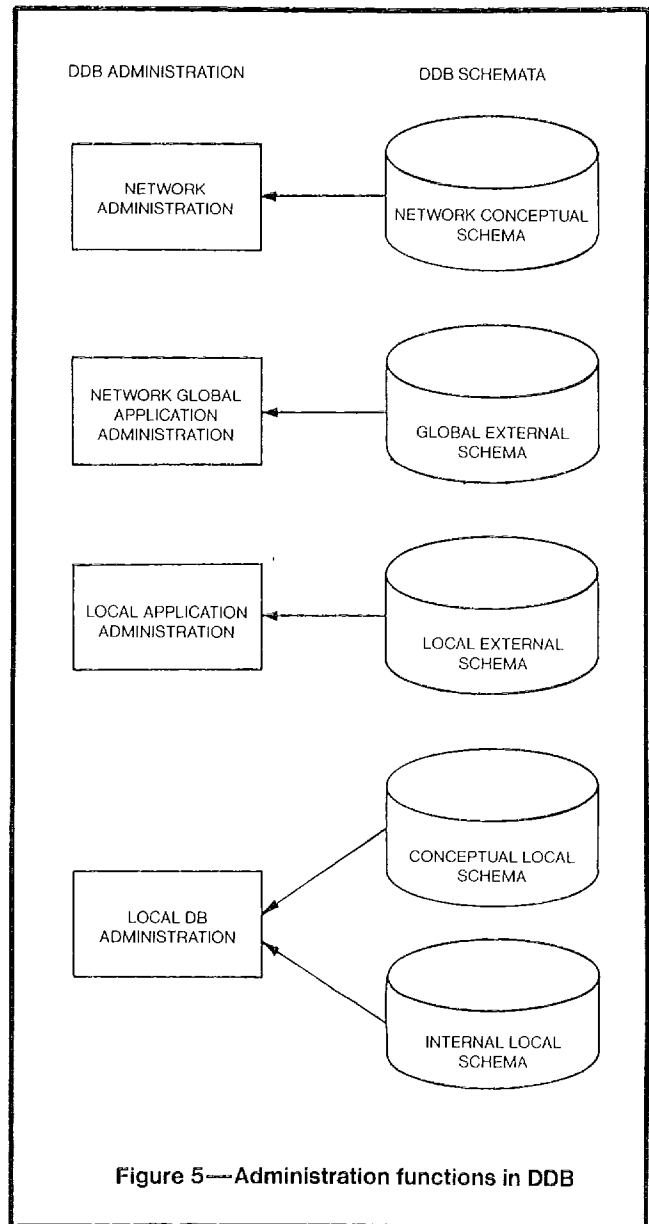 DDB ADMINISTRATION
DDB SCHEMATA
NETWORK
ADMINISTRATION
NETWORK CONCEPTUAL
SCHEMA
NETWORK GLOBAL
APPLICATION
ADMINISTRATION
GLOBAL EXTERNAL
SCHEMA
LOCAL APPLICATION
ADMINISTRATION
LOCAL EXTERNAL
SCHEMA
LOCAL DB
ADMINISTRATION
CONCEPTUAL LOCAL
SCHEMA
INTERNAL LOCAL
SCHEMA
Figure 5—Administration functions in DDB